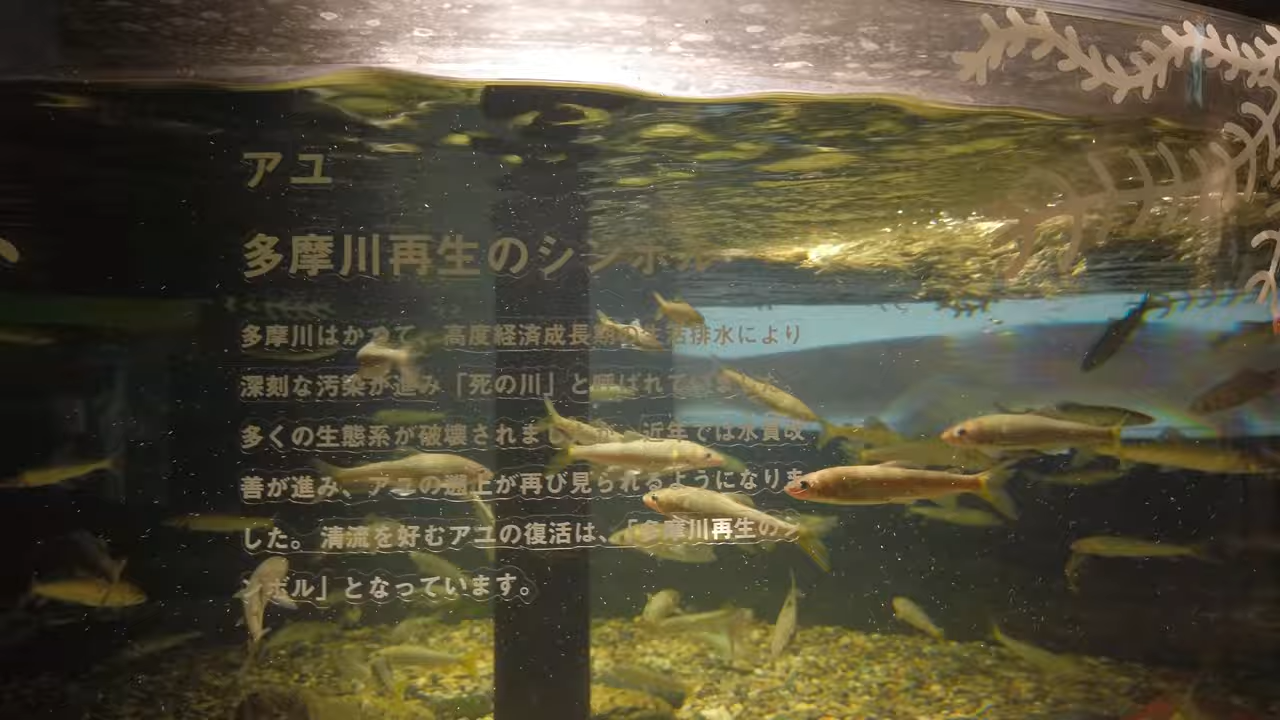 アユ
多摩川再生のシンボル
多摩川はかつて、高度経済成長期の生活排水により
深刻な汚染が進み「死の川」と呼ばれていました。
多くの生態系が破壊されましたが、近年では水質改
善が進み、アユの遡上が再び見られるようになりま
した。清流を好むアユの復活は、「多摩川再生のシ
ンボル」となっています。